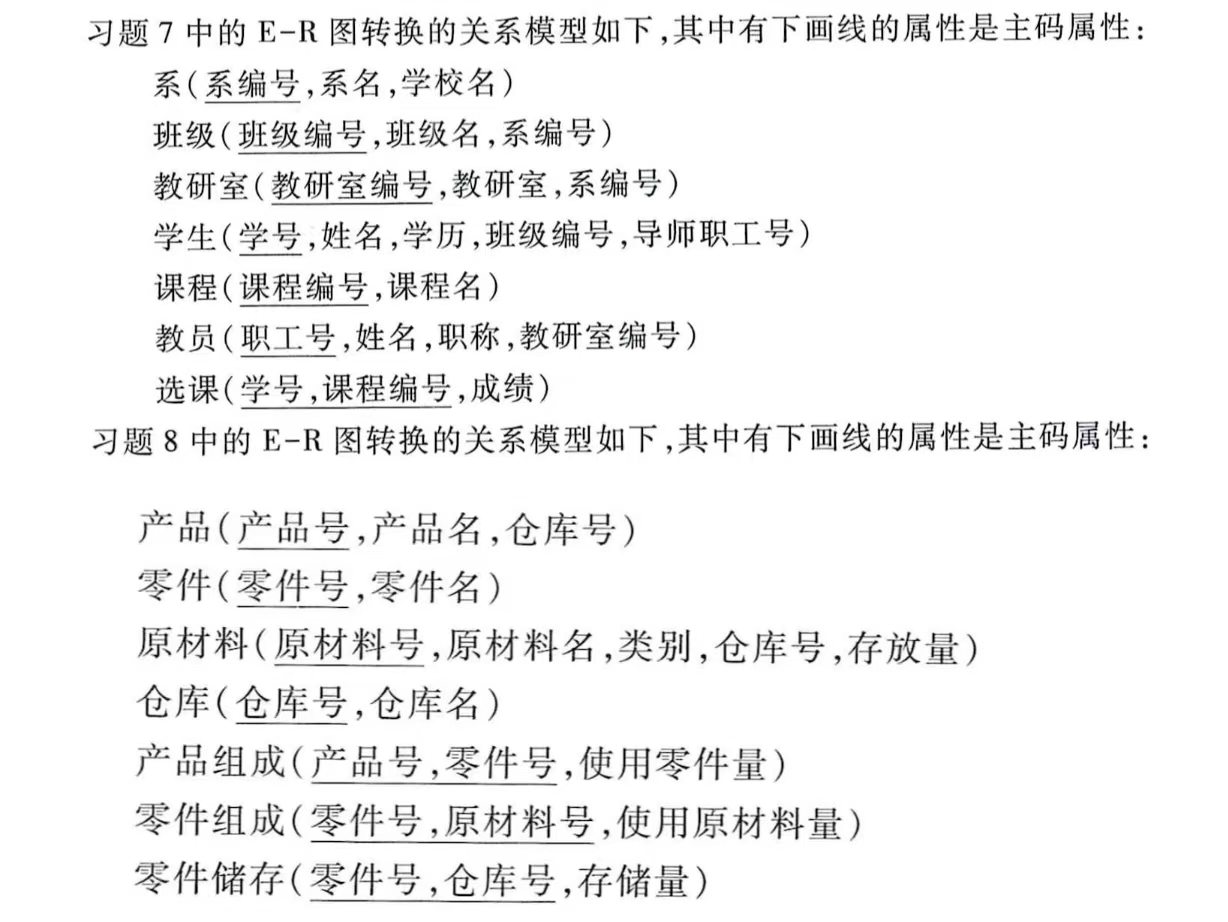 习题 7 中的 E-R 图转换的关系模型如下,其中有下画线的属性是主码属性:
系(系编号,系名,学校名)
班级(班级编号,班级名,系编号)
教研室(教研室编号,教研室,系编号)
学生(学号,姓名,学历,班级编号,导师职工号)
课程(课程编号,课程名)
教员(职工号,姓名,职称,教研室编号)
选课(学号,课程编号,成绩)
习题 8 中的 E-R 图转换的关系模型如下,其中有下画线的属性是主码属性:
产品(产品号,产品名,仓库号)
零件(零件号,零件名)
原材料(原材料号,原材料名,类别,仓库号,存放量)
仓库(仓库号,仓库名)
产品组成(产品号,零件号,使用零件量)
零件组成(零件号,原材料号,使用原材料量)
零件储存(零件号,仓库号,存储量)